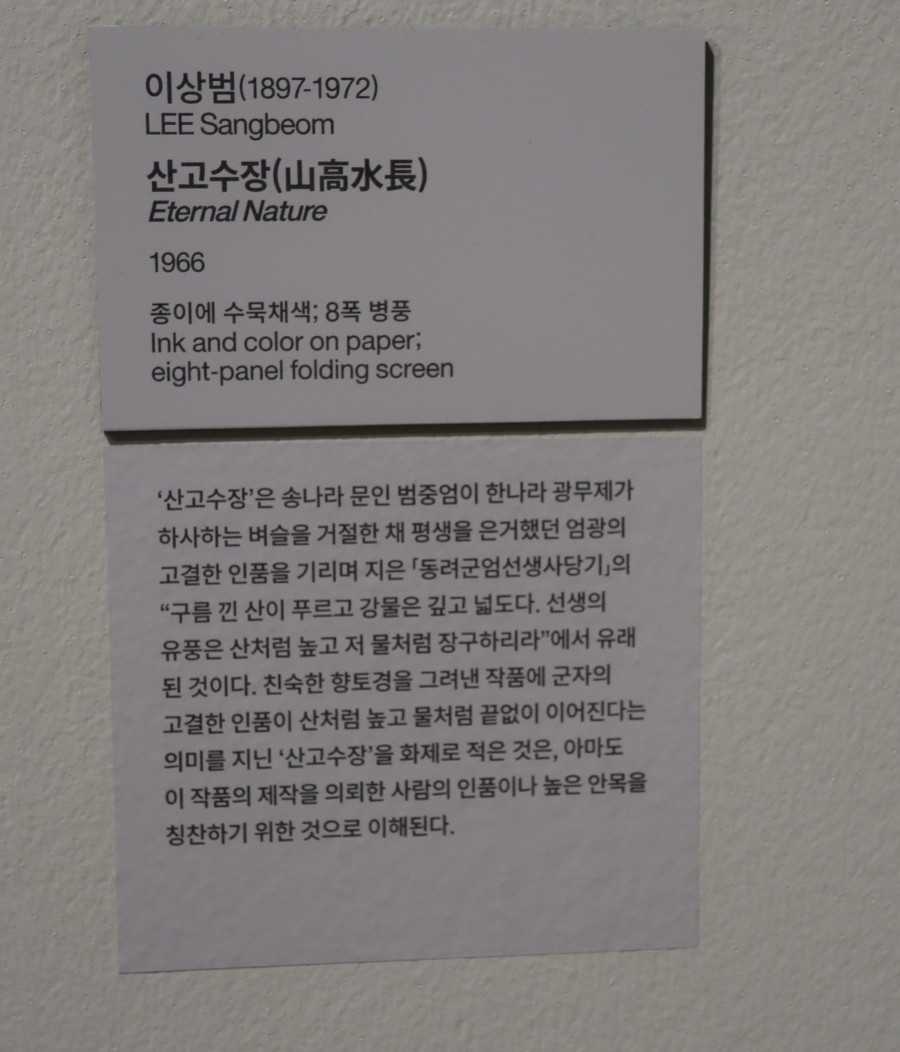 이상범(1897-1972)
LEE Sangbeom
산고수장(山高水長)
Eternal Nature
1966
종이에 수묵채색; 8폭 병풍
Ink and color on paper;
eight-panel folding screen
‘산고수장’은 송나라 문인 범중엄이 한나라 광무제가
하사하는 벼슬을 거절한 채 평생을 은거했던 엄광의
고결한 인품을 기리며 지은 「동려군엄선생사당기」의
“구름 낀 산이 푸르고 강물은 깊고 넓도다. 선생의
유풍은 산처럼 높고 저 물처럼 장구하리라”에서 유래
된 것이다. 친숙한 향토경을 그려낸 작품에 군자의
고결한 인품이 산처럼 높고 물처럼 끝없이 이어진다는
의미를 지닌 ‘산고수장’을 화제로 적은 것은, 아마도
이 작품의 제작을 의뢰한 사람의 인품이나 높은 안목을
칭찬하기 위한 것으로 이해된다.